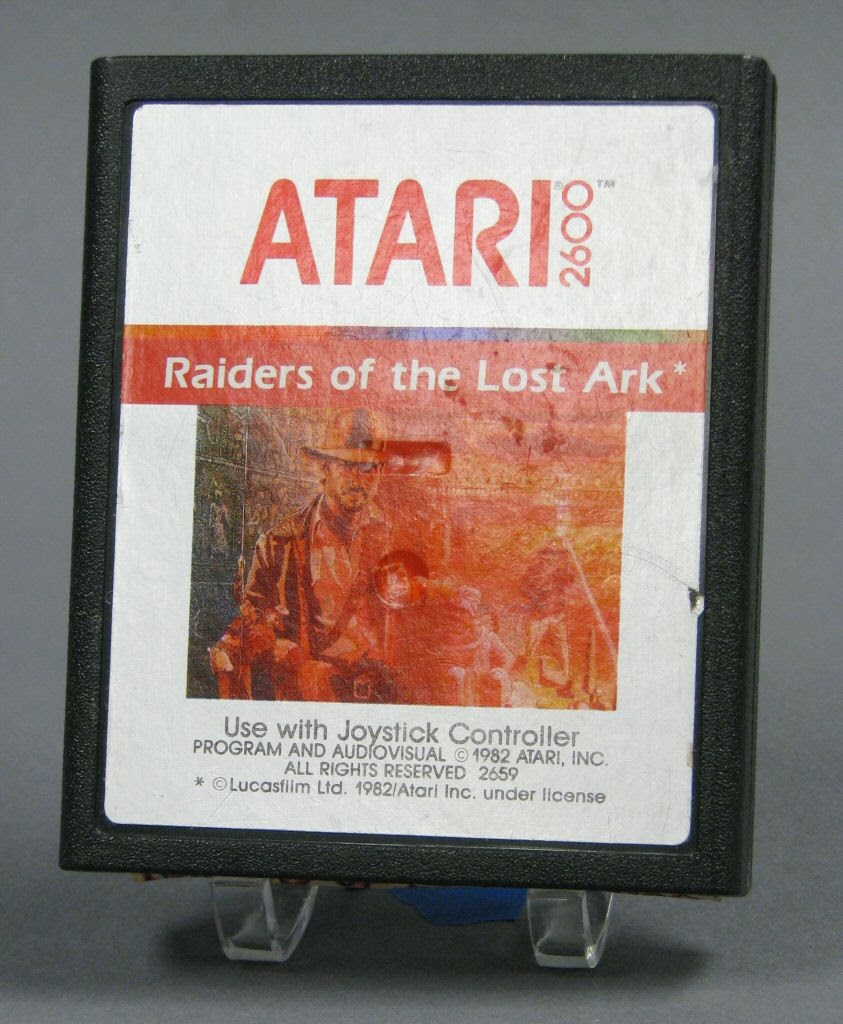 ATARI® 2600™
Raiders of the Lost Ark*
Use with Joystick Controller
PROGRAM AND AUDIOVISUAL © 1982 ATARI, INC.
ALL RIGHTS RESERVED 2659
* ©Lucasfilm Ltd. 1982/Atari Inc. under license